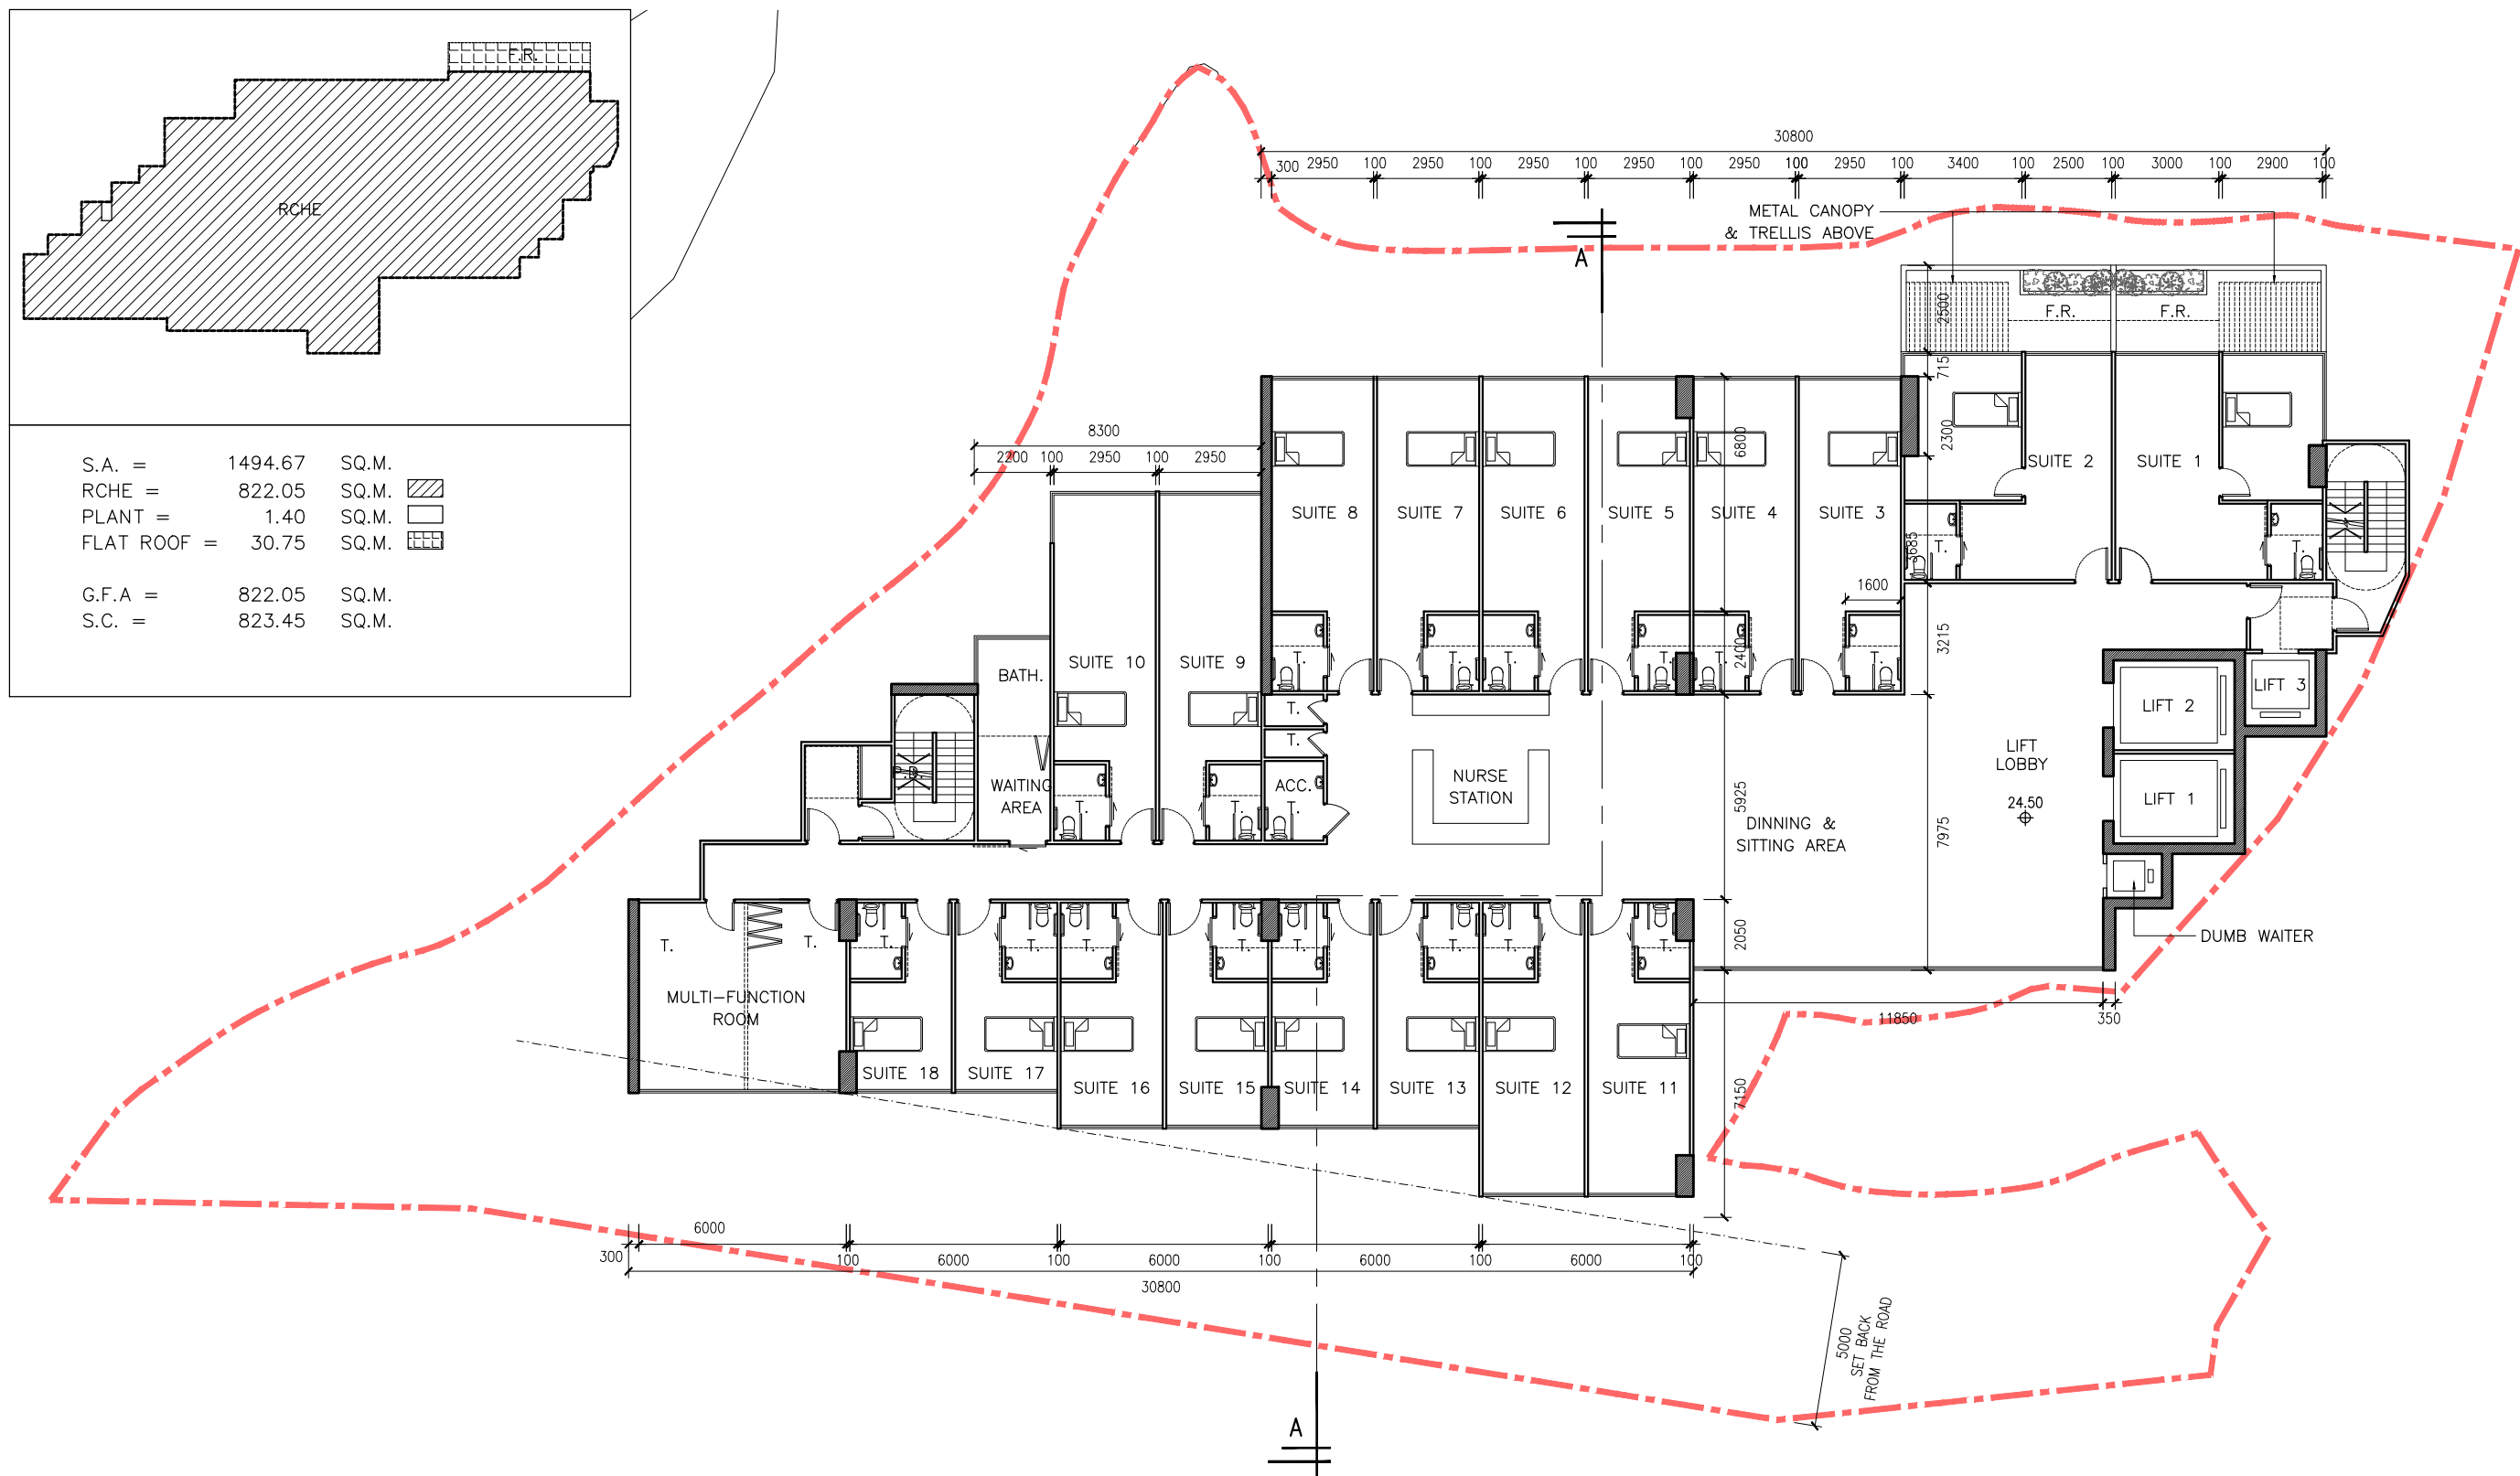 F.R.
RCHE
S.A. = 1494.67 SQ.M.
RCHE = 822.05 SQ.M.
PLANT = 1.40 SQ.M.
FLAT ROOF = 30.75 SQ.M.
G.F.A = 822.05 SQ.M.
S.C. = 823.45 SQ.M.
30800
300 2950 100 2950 100 2950 100 2950 100 2950 100 2950 100 3400 100 2500 100 3000 100 2900 100
METAL CANOPY
& TRELLIS ABOVE
A
2500
F.R. F.R.
715
8300
2200 100 2950 100 2950
6800
2300
SUITE 2 SUITE 1
SUITE 8 SUITE 7 SUITE 6 SUITE 5 SUITE 4 SUITE 3
3685
T. T.
1600
2400
3215
T. T. T. T. T. T.
BATH.
SUITE 10 SUITE 9
LIFT 3
LIFT 2
T.
T.
LIFT
LOBBY
24.50
WAITING
AREA
ACC.
T.
T. T.
NURSE
STATION
5925
LIFT 1
DINNING &
SITTING AREA
7975
DUMB WAITER
2050
T. T. T. T. T. T. T. T. T. T.
MULTI-FUNCTION
ROOM
11850 350
SUITE 18 SUITE 17 SUITE 16 SUITE 15 SUITE 14 SUITE 13 SUITE 12 SUITE 11
7150
300 6000 100 6000 100 6000 100 6000 100 6000 100
30800
5000
SET BACK
FROM THE ROAD
A